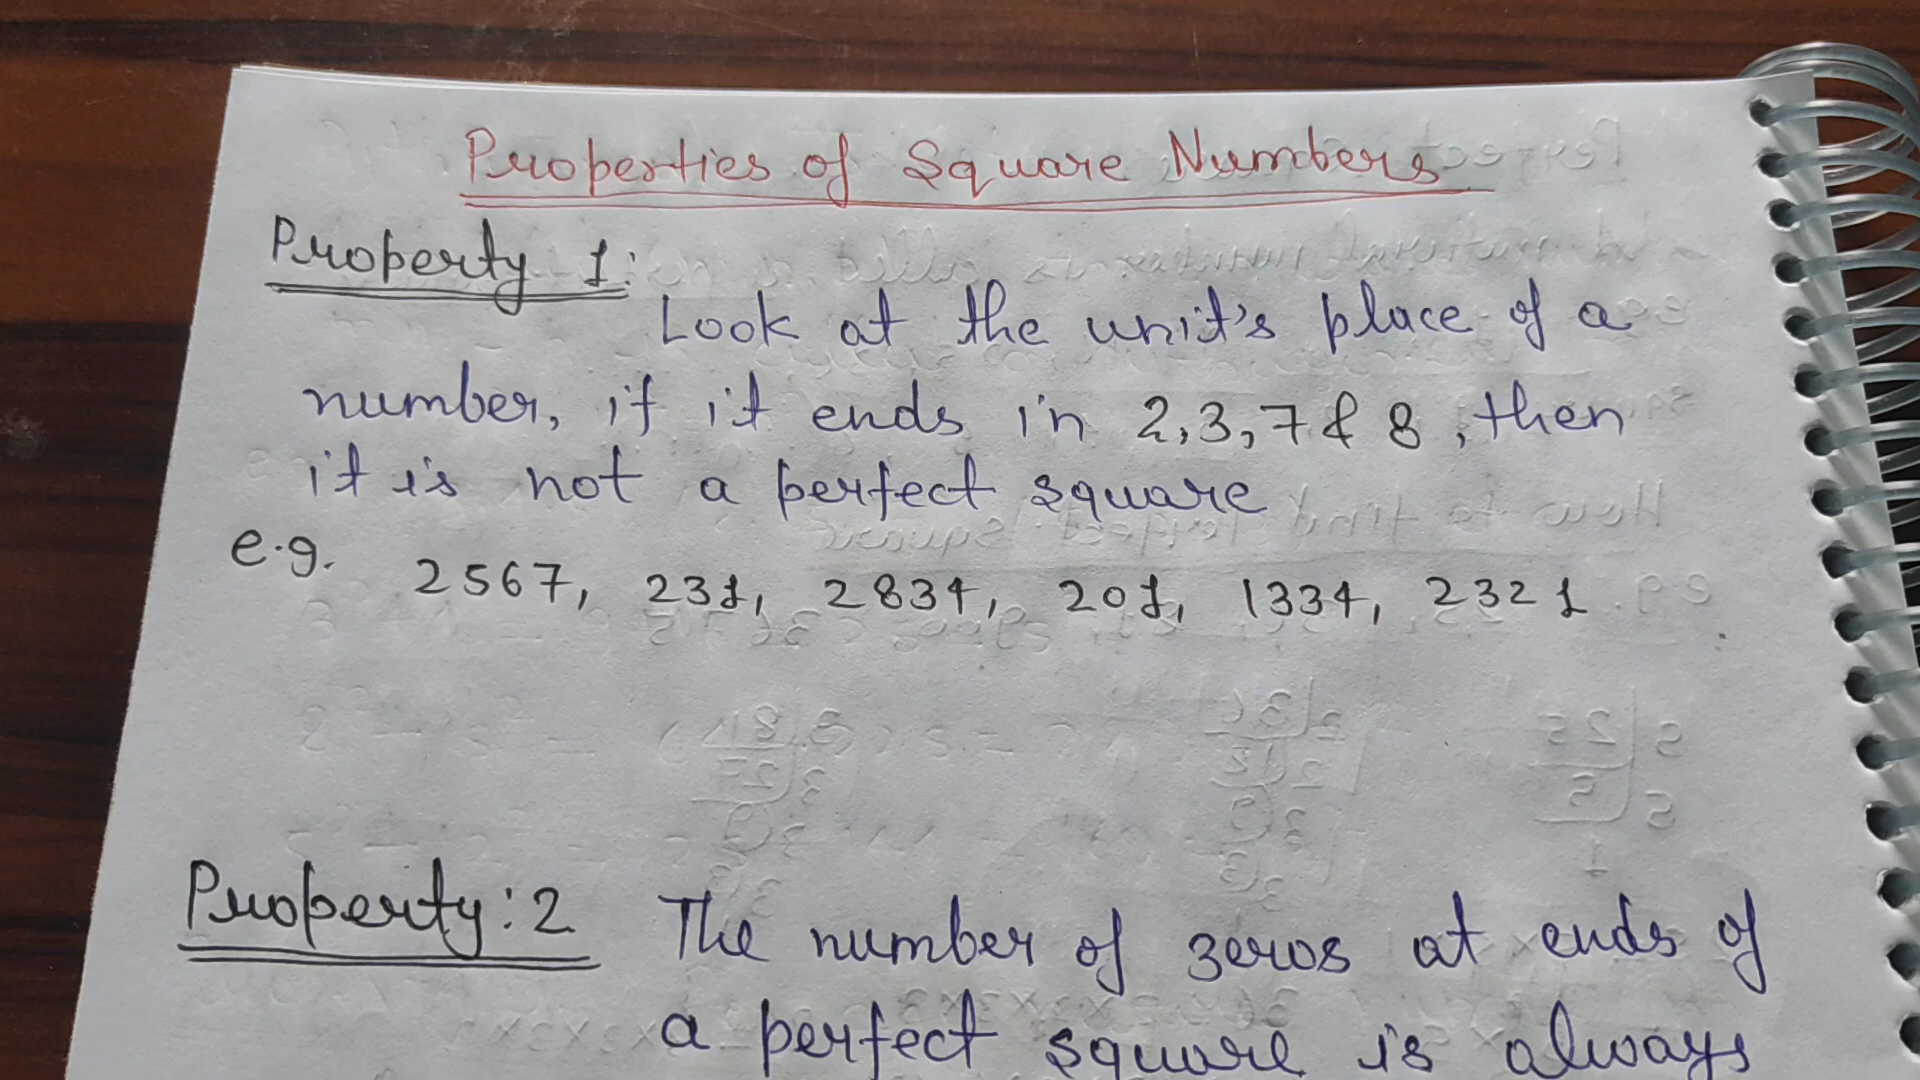 Properties of Square Numbers
Property 1:
Look at the unit's place of a
number, if it ends in 2,3,7 & 8, then
it is not a perfect square
e.g. 2567, 231, 2834, 201, 1334, 2321
Property:2 The number of zeros at ends of
a perfect square is always